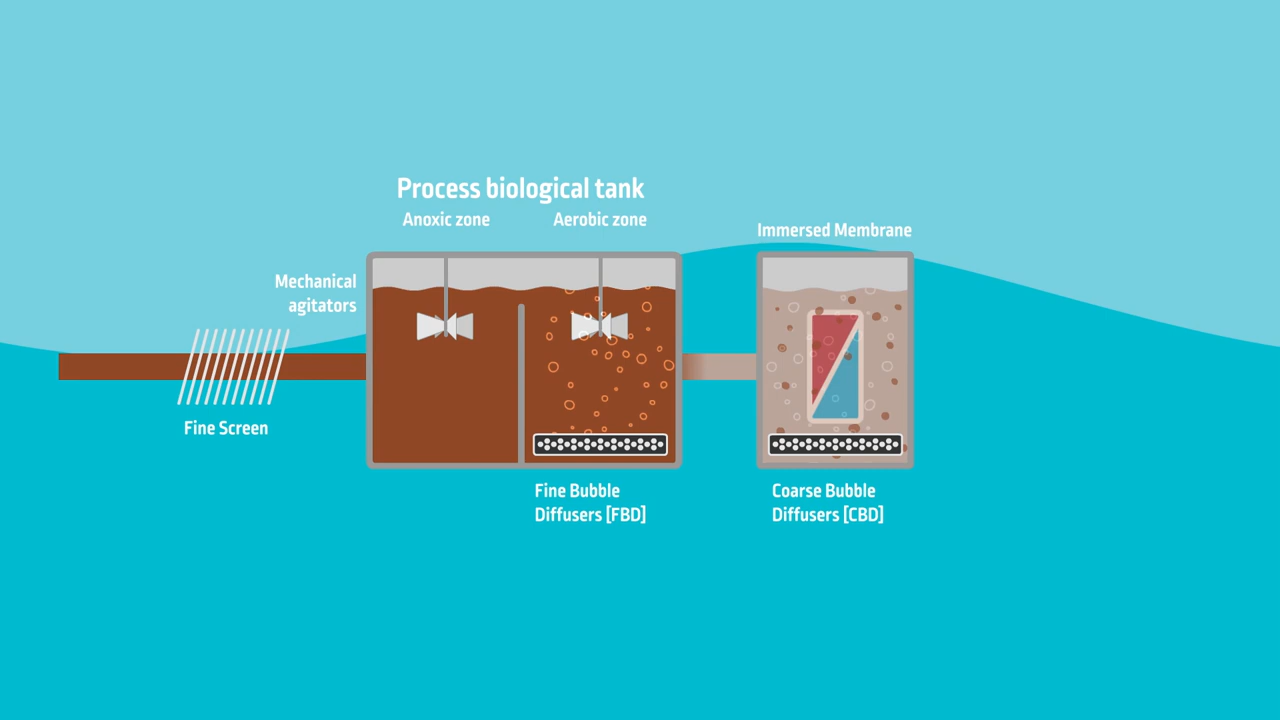 Process biological tank
Anoxic zone
Aerobic zone
Immersed Membrane
Mechanical
agitators
Fine Screen
Fine Bubble
Diffusers [FBD]
Coarse Bubble
Diffusers [CBD]